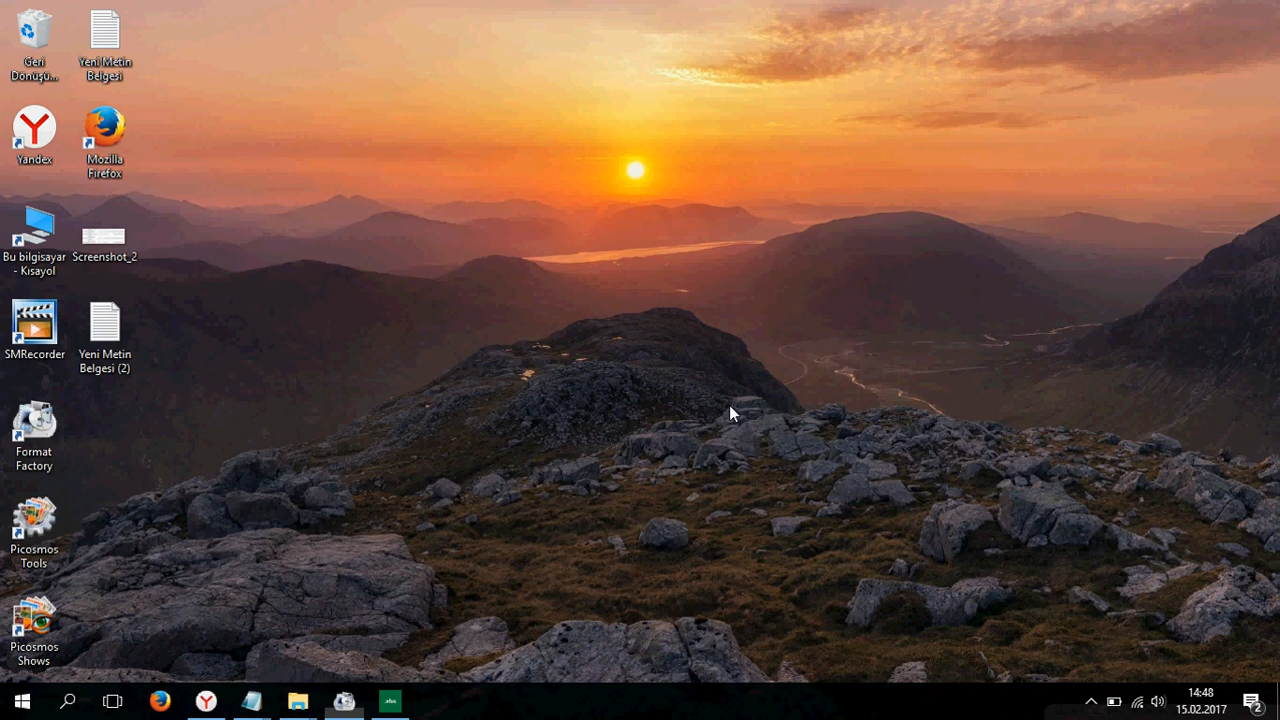 Geri
Dönüşü...
Yeni Metin
Belgesi
Yandex
Mozilla
Firefox
Bu bilgisayar
- Kısayol
Screenshot_2
SMRecorder
Yeni Metin
Belgesi (2)
Format
Factory
Picosmos
Tools
Picosmos
Shows
14:48
15.02.2017
2